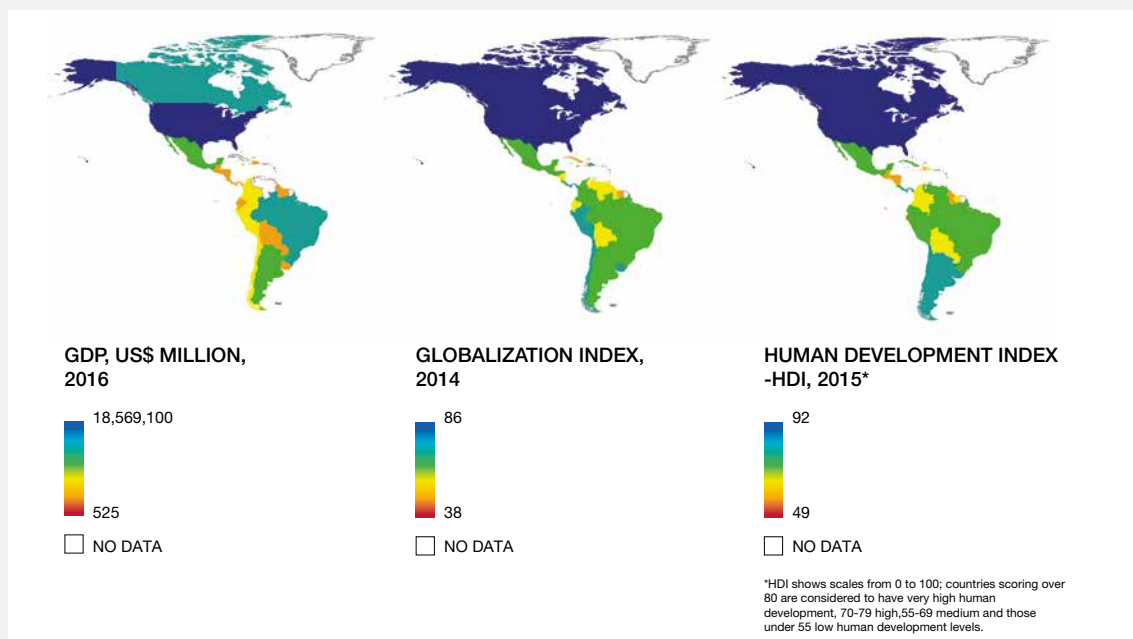 GDP, US$ MILLION,
2016
18,569,100
525
NO DATA
GLOBALIZATION INDEX,
2014
86
38
NO DATA
HUMAN DEVELOPMENT INDEX
-HDI, 2015*
92
49
NO DATA
*HDI shows scales from 0 to 100; countries scoring over
80 are considered to have very high human
development, 70-79 high,55-69 medium and those
under 55 low human development levels.